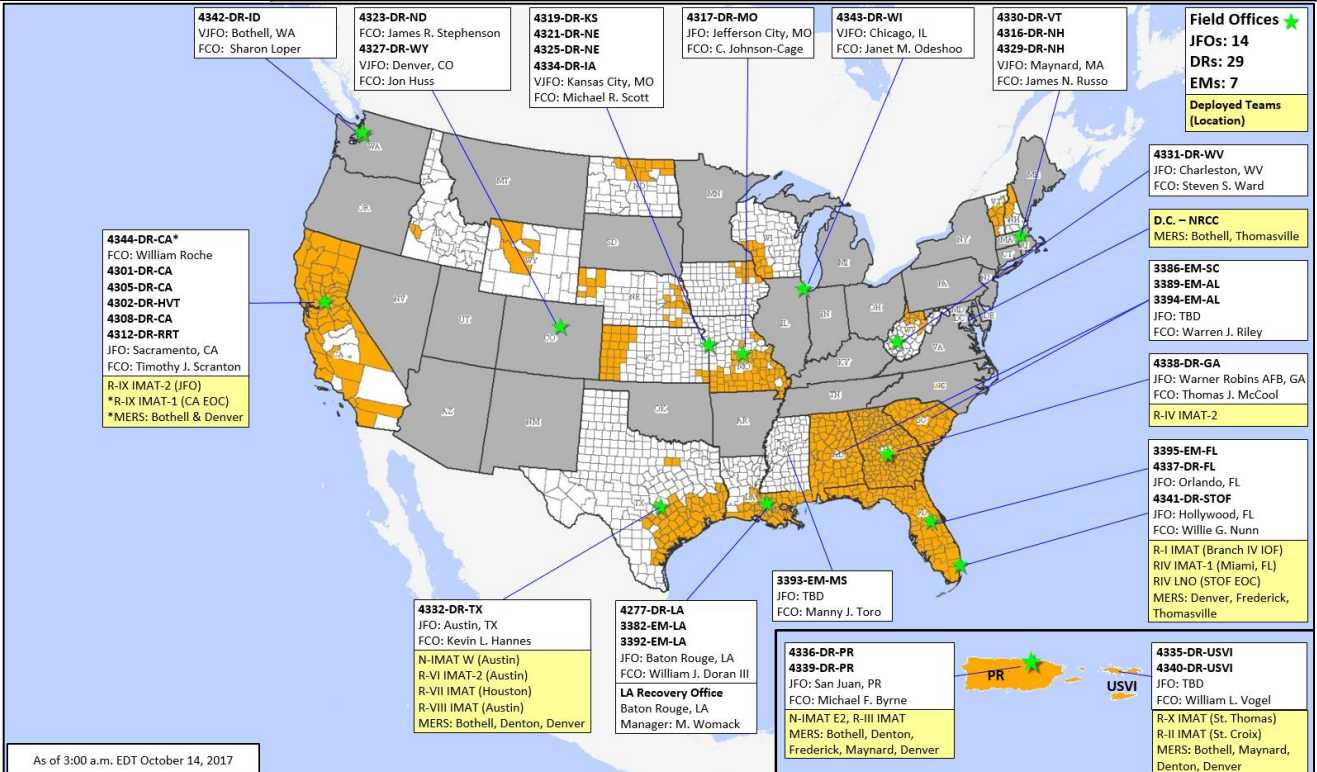 4342-DR-ID
VJFO: Bothell, WA
FCO: Sharon Loper
4323-DR-ND
FCO: James R. Stephenson
4327-DR-WY
VJFO: Denver, CO
FCO: Jon Huss
4319-DR-KS
4321-DR-NE
4325-DR-NE
4334-DR-IA
VJFO: Kansas City, MO
FCO: Michael R. Scott
4317-DR-MO
JFO: Jefferson City, MO
FCO: C. Johnson-Cage
4343-DR-WI
VJFO: Chicago, IL
FCO: Janet M. Odeshoo
4330-DR-VT
4316-DR-NH
4329-DR-NH
VJFO: Maynard, MA
FCO: James N. Russo
Field Offices
JFOs: 14
DRs: 29
EMs: 7
Deployed Teams
(Location)
4331-DR-WV
JFO: Charleston, WV
FCO: Steven S. Ward
D.C. – NRCC
MERS: Bothell, Thomasville
3386-EM-SC
3389-EM-AL
3394-EM-AL
JFO: TBD
FCO: Warren J. Riley
4338-DR-GA
JFO: Warner Robins AFB, GA
FCO: Thomas J. McCool
R-IV IMAT-2
3395-EM-FL
4337-DR-FL
JFO: Orlando, FL
4341-DR-STOF
JFO: Hollywood, FL
FCO: Willie G. Nunn
R-I IMAT (Branch IV IOF)
RIV IMAT-1 (Miami, FL)
RIV LNO (STOF EOC)
MERS: Denver, Frederick,
Thomasville
4344-DR-CA*
FCO: William Roche
4301-DR-CA
4305-DR-CA
4302-DR-HVT
4308-DR-CA
4312-DR-RRT
JFO: Sacramento, CA
FCO: Timothy J. Scranton
R-IX IMAT-2 (JFO)
*R-IX IMAT-1 (CA EOC)
*MERS: Bothell & Denver
WA
MT
ND
MN
OR
ID
WY
SD
WI
MI
NY
VT
NH
ME
MA
RI
CT
NJ
PA
NV
UT
CO
NE
IA
IL
IN
OH
WV
MD
DC
DE
VA
CA
AZ
NM
KS
MO
KY
TN
NC
SC
OK
AR
MS
AL
GA
TX
LA
FL
4332-DR-TX
JFO: Austin, TX
FCO: Kevin L. Hannes
N-IMAT W (Austin)
R-VI IMAT-2 (Austin)
R-VII IMAT (Houston)
R-VIII IMAT (Austin)
MERS: Bothell, Denton, Denver
4277-DR-LA
3382-EM-LA
3392-EM-LA
JFO: Baton Rouge, LA
FCO: William J. Doran III
LA Recovery Office
Baton Rouge, LA
Manager: M. Womack
3393-EM-MS
JFO: TBD
FCO: Manny J. Toro
4336-DR-PR
4339-DR-PR
JFO: San Juan, PR
FCO: Michael F. Byrne
N-IMAT E2, R-III IMAT
MERS: Bothell, Denton,
Frederick, Maynard, Denver
PR
USVI
4335-DR-USVI
4340-DR-USVI
JFO: TBD
FCO: William L. Vogel
R-X IMAT (St. Thomas)
R-II IMAT (St. Croix)
MERS: Bothell, Maynard,
Denton, Denver
As of 3:00 a.m. EDT October 14, 2017